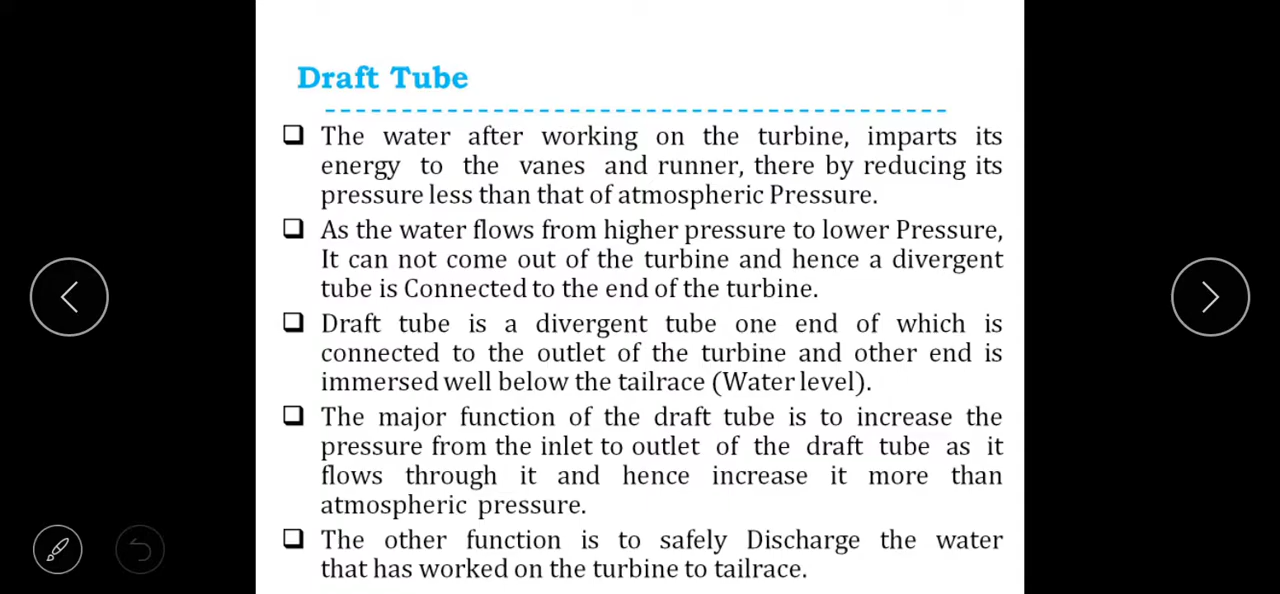 Draft Tube
❑ The water after working on the turbine, imparts its
energy to the vanes and runner, there by reducing its
pressure less than that of atmospheric Pressure.
❑ As the water flows from higher pressure to lower Pressure,
It can not come out of the turbine and hence a divergent
tube is Connected to the end of the turbine.
❑ Draft tube is a divergent tube one end of which is
connected to the outlet of the turbine and other end is
immersed well below the tailrace (Water level).
❑ The major function of the draft tube is to increase the
pressure from the inlet to outlet of the draft tube as it
flows through it and hence increase it more than
atmospheric pressure.
❑ The other function is to safely Discharge the water
that has worked on the turbine to tailrace.